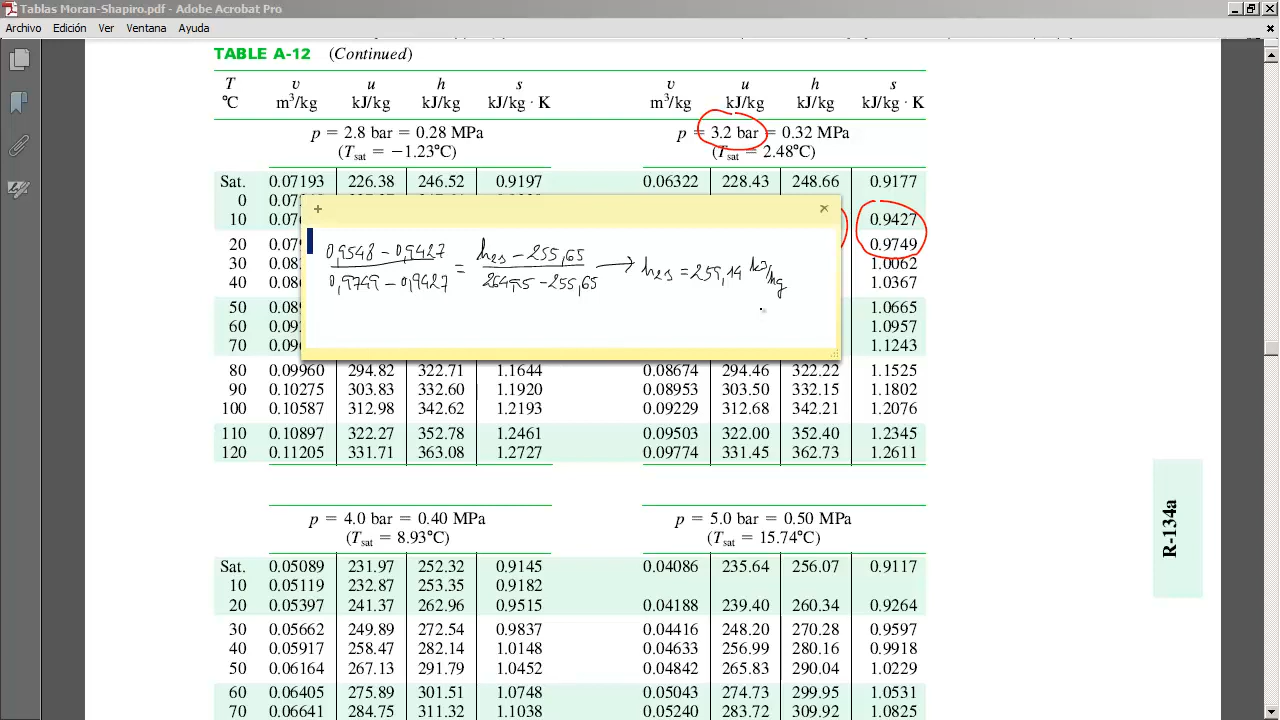 Tablas Moran-Shapiro.pdf - Adobe Acrobat Pro
Archivo Edición Ver Ventana Ayuda
TABLE A-12 (Continued)
T v u h s v u h s
°C m³/kg kJ/kg kJ/kg kJ/kg · K m³/kg kJ/kg kJ/kg kJ/kg · K
p = 2.8 bar = 0.28 MPa p = 3.2 bar = 0.32 MPa
(Tsat = −1.23°C) (Tsat = 2.48°C)
Sat. 0.07193 226.38 246.52 0.9197 0.06322 228.43 248.66 0.9177
0
10 0.9427
20 0.9749
30 1.0062
40 1.0367
50 1.0665
60 1.0957
70 1.1243
0,9548 − 0,9427 / 0,9749 − 0,9427 = hes − 255,65 / 264,95 − 255,65 → hes = 259,14 kJ/kg
80 0.09960 294.82 322.71 1.1644 0.08674 294.46 322.22 1.1525
90 0.10275 303.83 332.60 1.1920 0.08953 303.50 332.15 1.1802
100 0.10587 312.98 342.62 1.2193 0.09229 312.68 342.21 1.2076
110 0.10897 322.27 352.78 1.2461 0.09503 322.00 352.40 1.2345
120 0.11205 331.71 363.08 1.2727 0.09774 331.45 362.73 1.2611
p = 4.0 bar = 0.40 MPa p = 5.0 bar = 0.50 MPa
(Tsat = 8.93°C) (Tsat = 15.74°C)
Sat. 0.05089 231.97 252.32 0.9145 0.04086 235.64 256.07 0.9117
10 0.05119 232.87 253.35 0.9182
20 0.05397 241.37 262.96 0.9515 0.04188 239.40 260.34 0.9264
30 0.05662 249.89 272.54 0.9837 0.04416 248.20 270.28 0.9597
40 0.05917 258.47 282.14 1.0148 0.04633 256.99 280.16 0.9918
50 0.06164 267.13 291.79 1.0452 0.04842 265.83 290.04 1.0229
60 0.06405 275.89 301.51 1.0748 0.05043 274.73 299.95 1.0531
70 0.06641 284.75 311.32 1.1038 0.05240 283.72 309.92 1.0825
R-134a